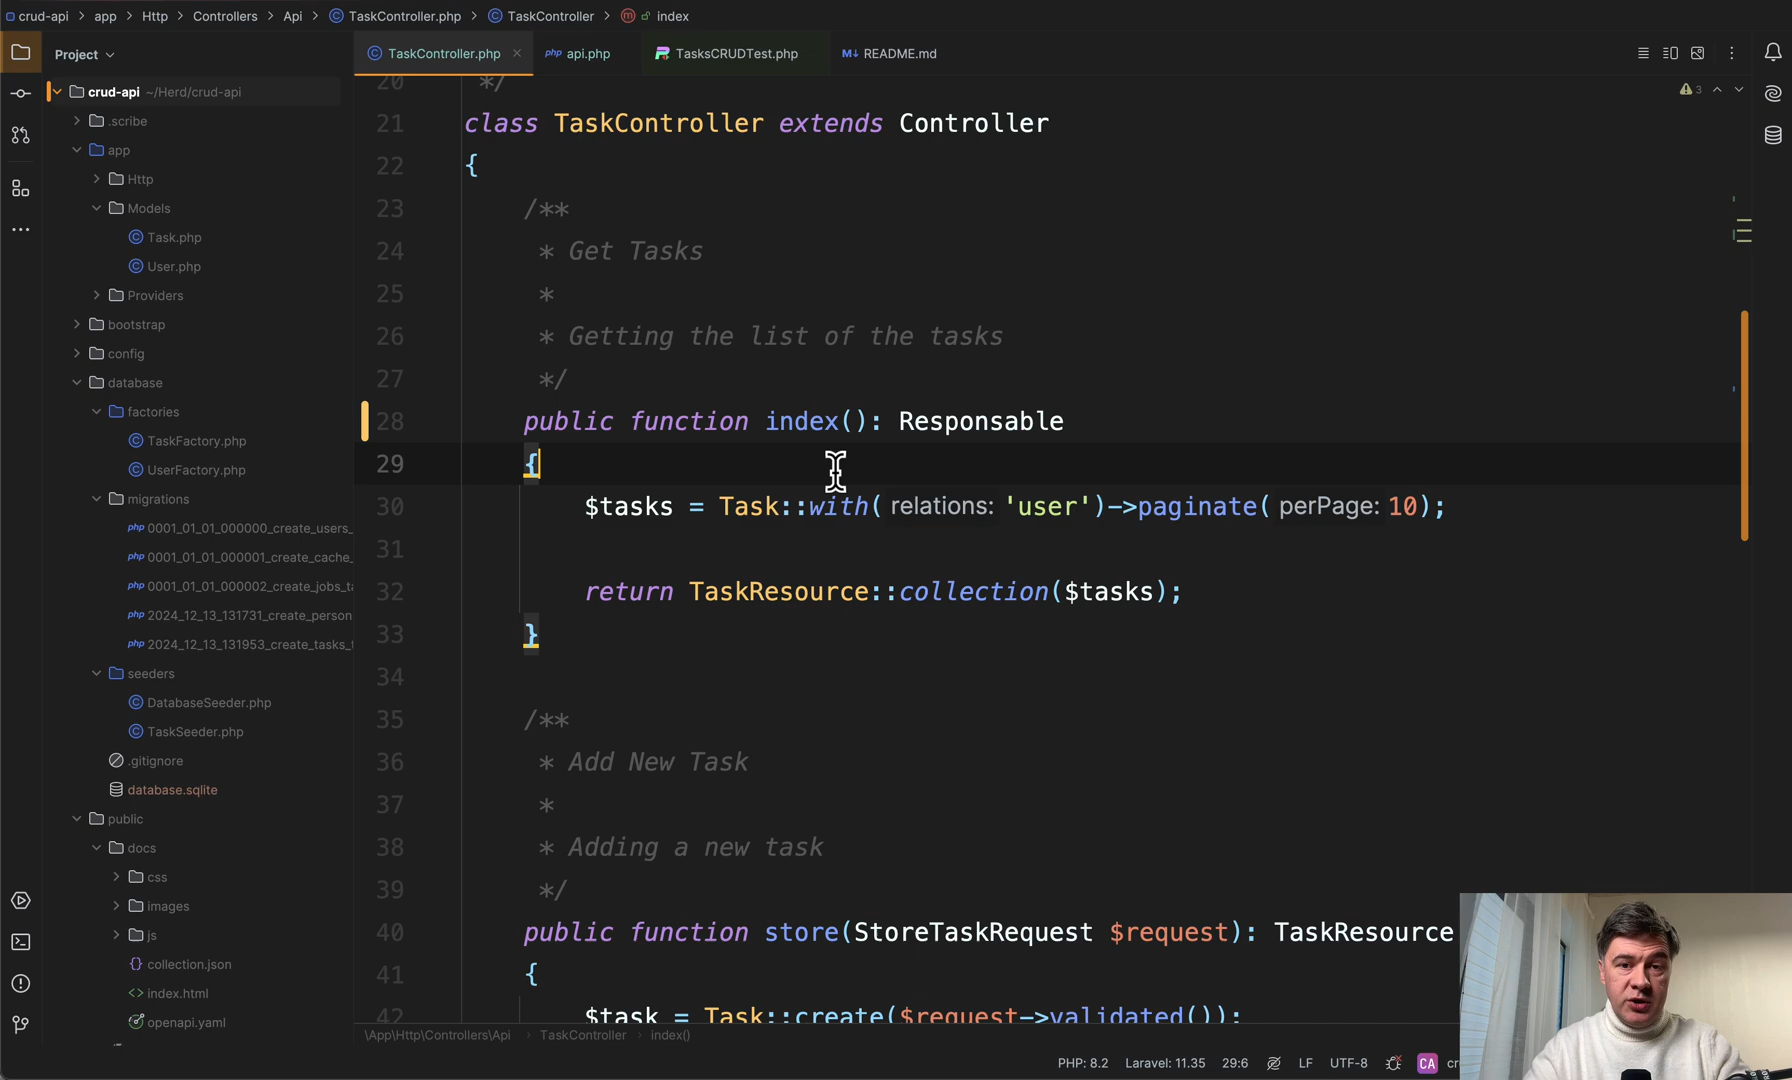 crud-api > app > Http > Controllers > Api > TaskController.php > TaskController > index
Project
TaskController.php
api.php
TasksCRUDTest.php
README.md
crud-api ~/Herd/crud-api
.scribe
app
Http
Models
Task.php
User.php
Providers
bootstrap
config
database
factories
TaskFactory.php
UserFactory.php
migrations
0001_01_01_000000_create_users_
0001_01_01_000001_create_cache_
0001_01_01_000002_create_jobs_ta
2024_12_13_131731_create_person
2024_12_13_131953_create_tasks_t
seeders
DatabaseSeeder.php
TaskSeeder.php
.gitignore
database.sqlite
public
docs
css
images
js
collection.json
index.html
openapi.yaml
3
20 */
21 class TaskController extends Controller
22 {
23 /**
24 * Get Tasks
25 *
26 * Getting the list of the tasks
27 */
28 public function index(): Responsable
29 {
30 $tasks = Task::with( relations: 'user')->paginate( perPage: 10);
31
32 return TaskResource::collection($tasks);
33 }
34
35 /**
36 * Add New Task
37 *
38 * Adding a new task
39 */
40 public function store(StoreTaskRequest $request): TaskResource
41 {
42 $task = Task::create($request->validated());
\App\Http\Controllers\Api > TaskController > index()
PHP: 8.2 Laravel: 11.35 29:6 LF UTF-8 CA